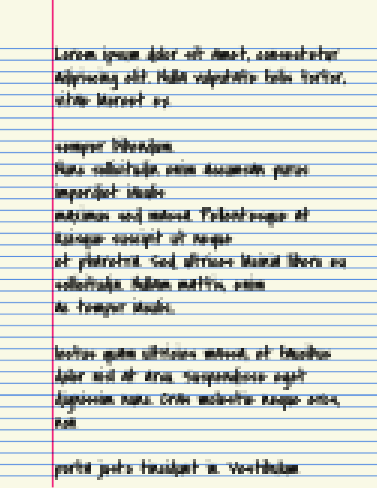 Lorem ipsum dolor sit amet, consectetur
adipiscing elit. Nulla vulputate tortor,
vitae laoreet ex
semper bibendum.
Nunc sollicitudin, enim accumsan purus
imperdiet iaculis
maximus sed massa. Pellentesque at
Quisque suscipit ut neque
et pharetra. Sed ultrices lacinia libero eu
sollicitudin. Nullam mattis, enim
ac tempor iaculis,
lectus quam ultricies massa, et faucibus
dolor nisl at arcu. Suspendisse eget
dignissim nunc. Cras molestie neque eros,
non
porta justo tincidunt in. Vestibulum